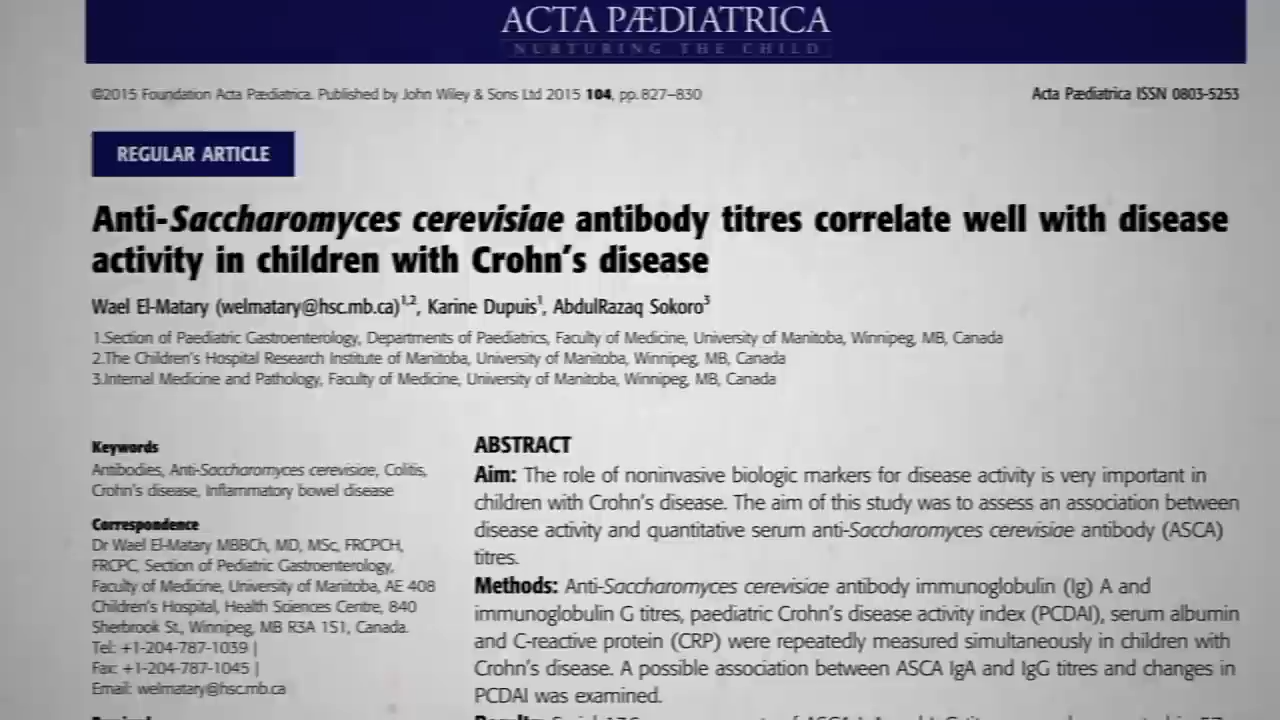 ACTA PÆDIATRICA
NURTURING THE CHILD
©2015 Foundation Acta Pædiatrica. Published by John Wiley & Sons Ltd 2015 104, pp. 827–830
Acta Pædiatrica ISSN 0803-5253
REGULAR ARTICLE
Anti-Saccharomyces cerevisiae antibody titres correlate well with disease
activity in children with Crohn’s disease
Wael El-Matary (welmatary@hsc.mb.ca)1,2, Karine Dupuis1, AbdulRazaq Sokoro3
1.Section of Paediatric Gastroenterology, Departments of Paediatrics, Faculty of Medicine, University of Manitoba, Winnipeg, MB, Canada
2.The Children’s Hospital Research Institute of Manitoba, University of Manitoba, Winnipeg, MB, Canada
3.Internal Medicine and Pathology, Faculty of Medicine, University of Manitoba, Winnipeg, MB, Canada
Keywords
Antibodies, Anti-Saccharomyces cerevisiae, Colitis,
Crohn’s disease, Inflammatory bowel disease
Correspondence
Dr Wael El-Matary MBBCh, MD, MSc, FRCPCH,
FRCPC, Section of Pediatric Gastroenterology,
Faculty of Medicine, University of Manitoba, AE 408
Children’s Hospital, Health Sciences Centre, 840
Sherbrook St., Winnipeg, MB R3A 1S1, Canada.
Tel: +1-204-787-1039 |
Fax: +1-204-787-1045 |
Email: welmatary@hsc.mb.ca
ABSTRACT
Aim: The role of noninvasive biologic markers for disease activity is very important in
children with Crohn’s disease. The aim of this study was to assess an association between
disease activity and quantitative serum anti-Saccharomyces cerevisiae antibody (ASCA)
titres.
Methods: Anti-Saccharomyces cerevisiae antibody immunoglobulin (Ig) A and
immunoglobulin G titres, paediatric Crohn’s disease activity index (PCDAI), serum albumin
and C-reactive protein (CRP) were repeatedly measured simultaneously in children with
Crohn’s disease. A possible association between ASCA IgA and IgG titres and changes in
PCDAI was examined.